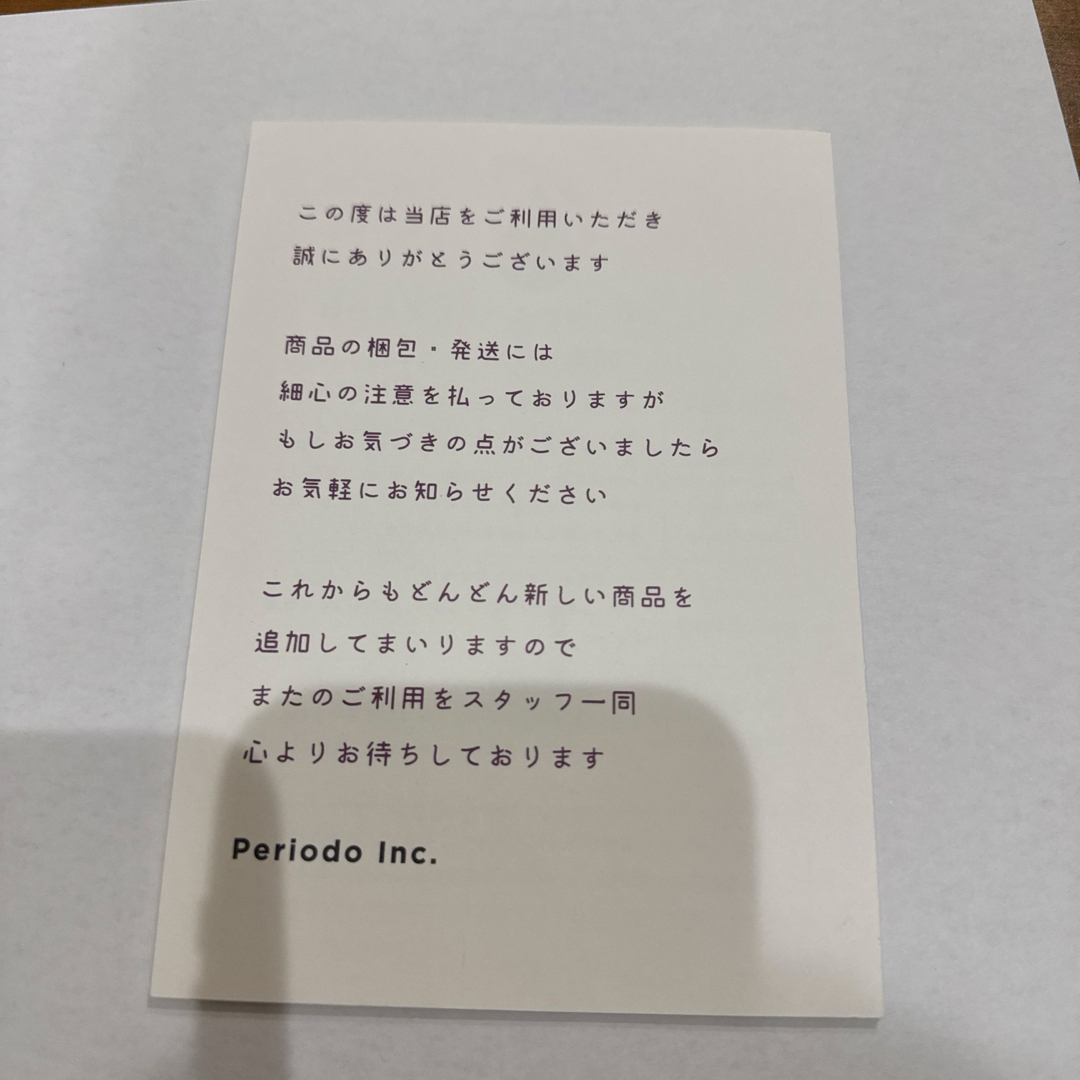 この度は当店をご利用いただき
誠にありがとうございます
商品の梱包・発送には
細心の注意を払っておりますが
もしお気づきの点がございましたら
お気軽にお知らせください
これからもどんどん新しい商品を
追加してまいりますので
またのご利用をスタッフ一同
心よりお待ちしております
Periodo Inc.